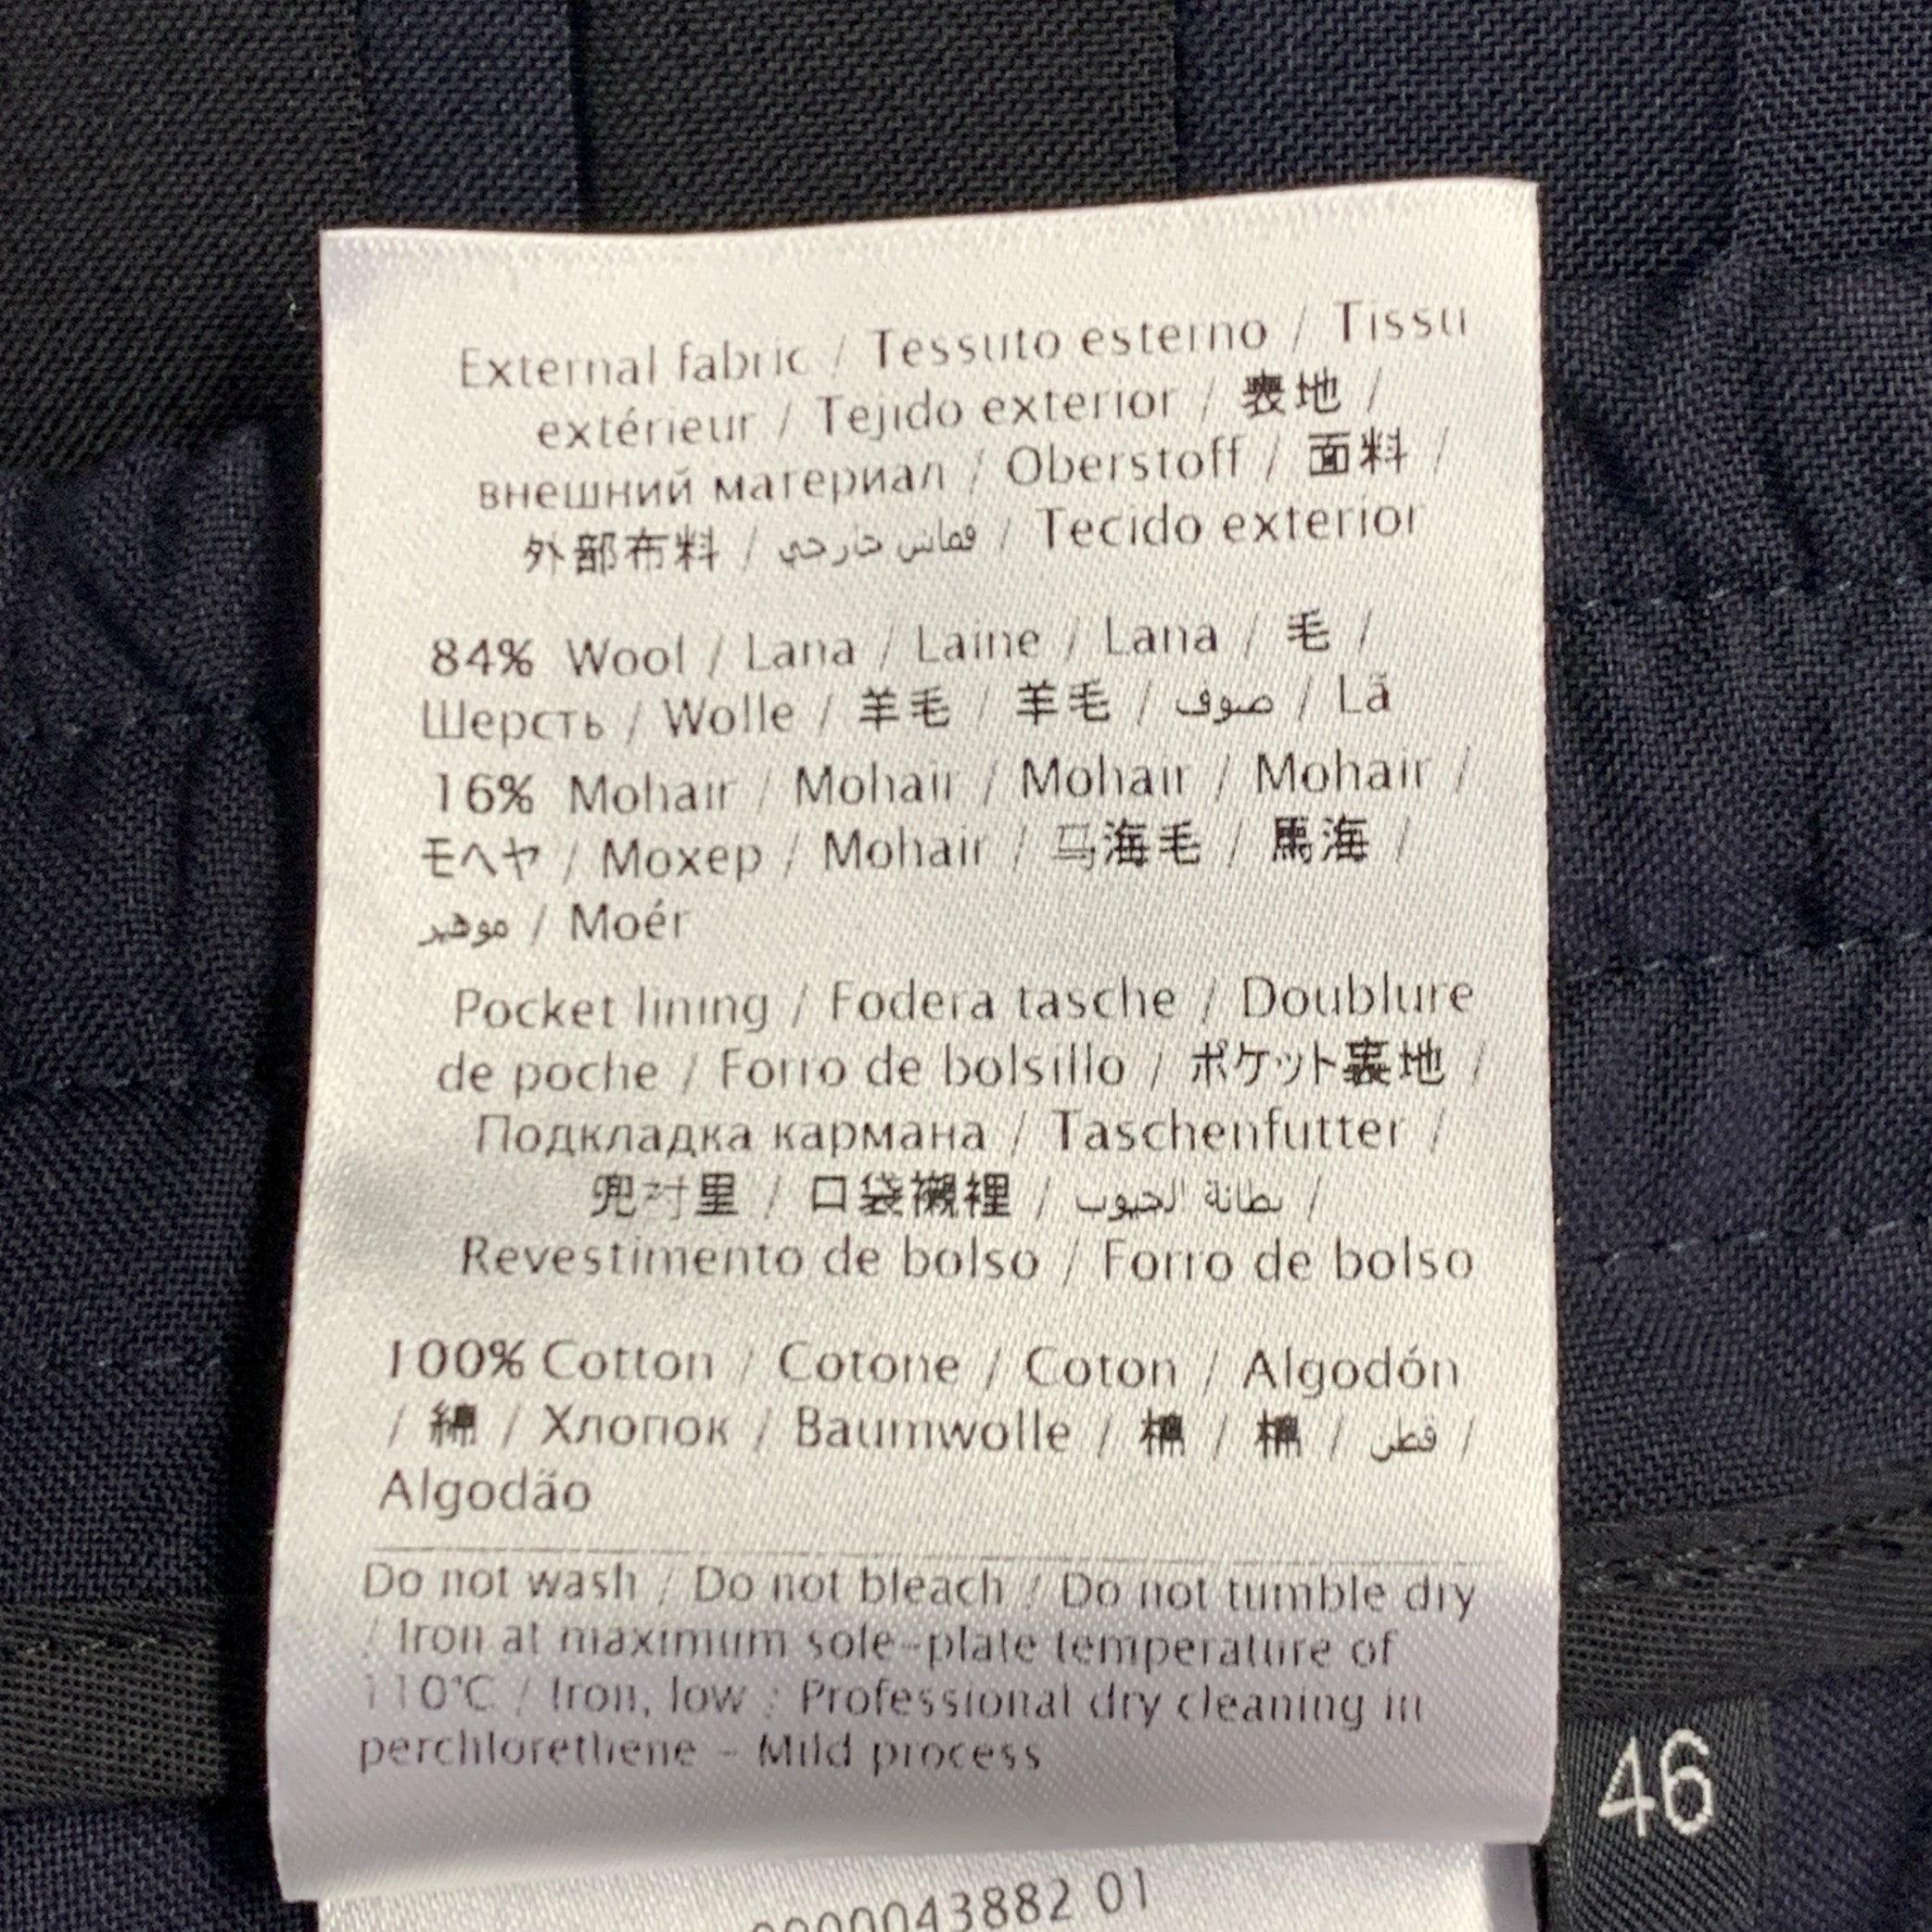 External fabric / Tessuto esterno / Tissu
extérieur / Tejido exterior / 表地 /
внешний материал / Oberstoff / 面料 /
外部布料 / قماش خارجي / Tecido exterior
84% Wool / Lana / Laine / Lana / 毛 /
Шерсть / Wolle / 羊毛 / 羊毛 / صوف / Lã
16% Mohair / Mohair / Mohair / Mohair /
モヘヤ / Мохер / Mohair / 马海毛 / 馬海 /
موهير / Moér
Pocket lining / Fodera tasche / Doublure
de poche / Forro de bolsillo / ポケット裏地 /
Подкладка кармана / Taschenfutter /
兜衬里 / 口袋襯裡 / بطانة الجيوب /
Revestimento de bolso / Forro de bolso
100% Cotton / Cotone / Coton / Algodón
/ 綿 / Хлопок / Baumwolle / 棉 / 棉 / قطن /
Algodão
Do not wash / Do not bleach / Do not tumble dry
/ Iron at maximum sole-plate temperature of
110°C / Iron, low : Professional dry cleaning in
perchlorethene - Mild process
46
0000043882 01